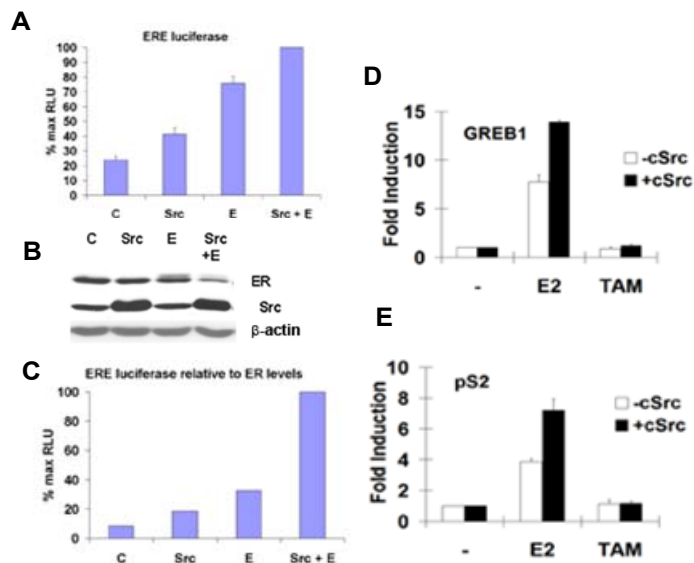 A
ERE luciferase
% max RLU
100
90
80
70
60
50
40
30
20
10
0
C Src E Src + E
B
C Src E Src +E
ER
Src
β-actin
C
ERE luciferase relative to ER levels
% max RLU
100
80
60
40
20
0
C Src E Src + E
D
GREB1
Fold Induction
15
10
5
0
-cSrc
+cSrc
- E2 TAM
E
pS2
Fold Induction
8
6
4
2
0
-cSrc
+cSrc
- E2 TAM